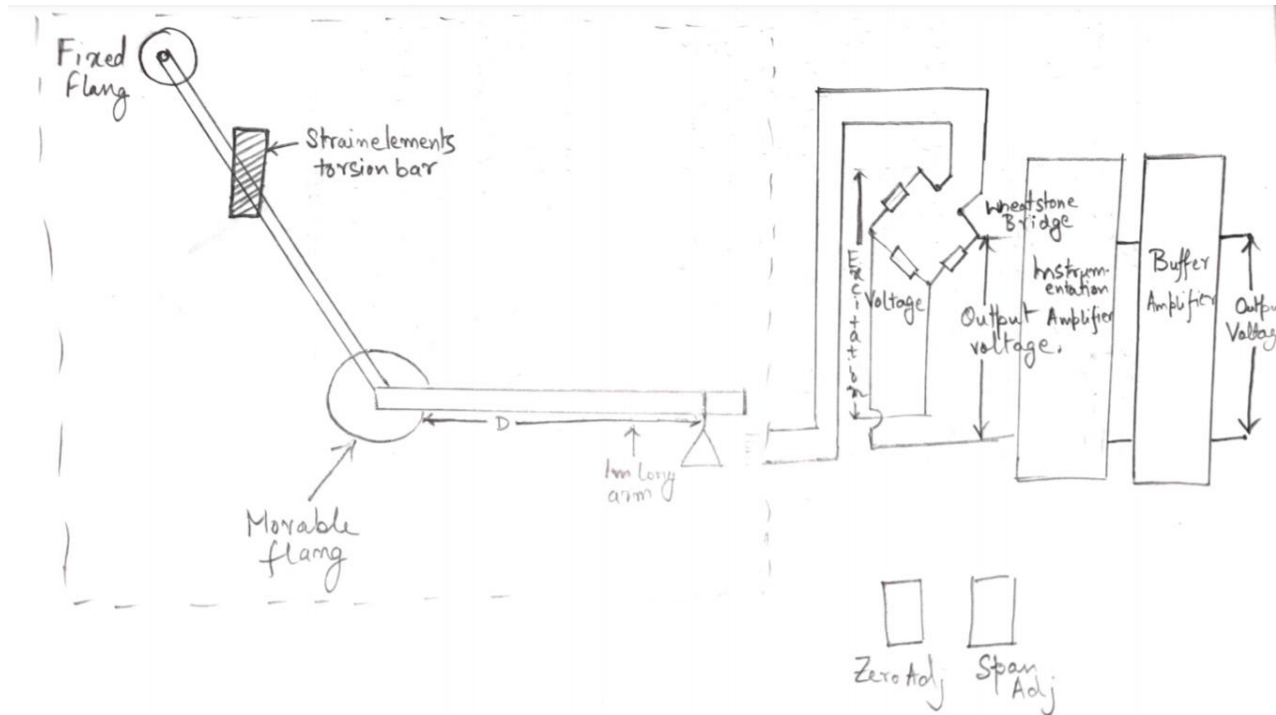 Fixed
flang
Strainelements
torsion bar
D
1m long
arm
Movable
flang
Excitation
Voltage
Wheatstone
Bridge
Output
voltage.
Instrum-
entation
Amplifier
Buffer
Amplifier
Output
Voltage
Zero Adj
Span
Adj